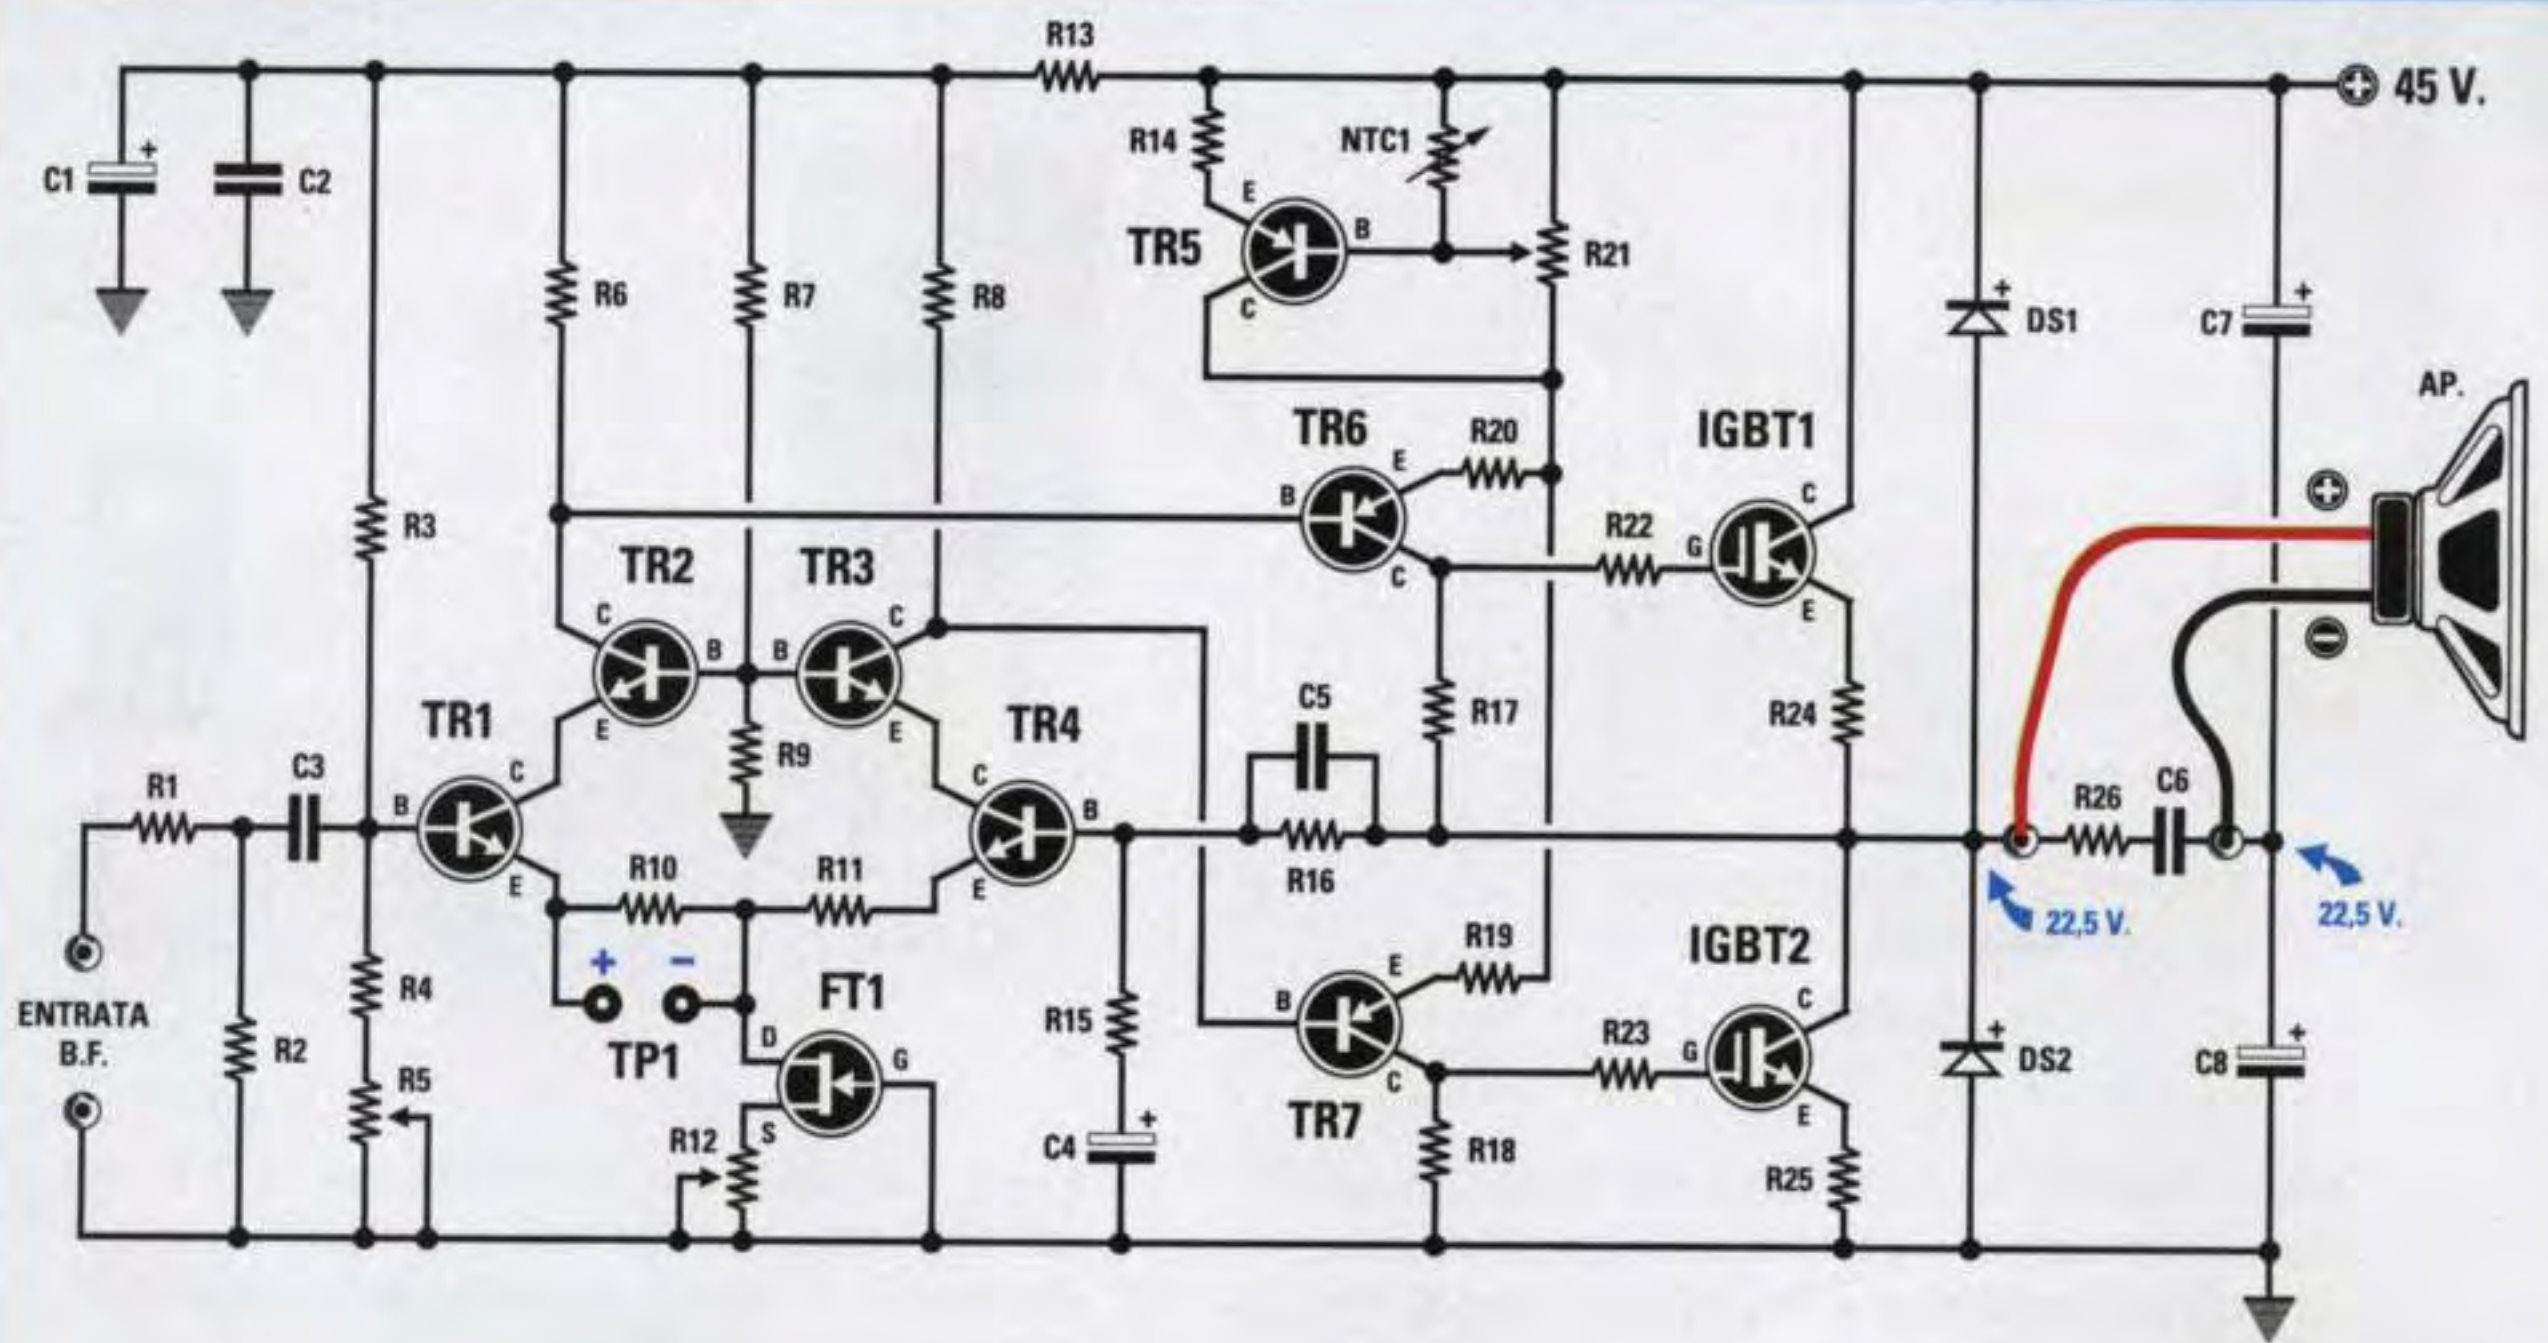 R13
45 V.
C1
+
C2
R14
NTC1
E
TR5
B
C
R21
R6
R7
R8
+
DS1
+
C7
AP.
R3
TR6
E
R20
B
C
IGBT1
C
R22
G
E
TR2
TR3
C
B
E
C
B
E
R9
R17
R24
C5
R16
TR1
C
B
E
TR4
C
B
E
R1
C3
R10
R11
R26
C6
22,5 V.
22,5 V.
ENTRATA
B.F.
R2
R4
R5
+
−
TP1
FT1
D
G
S
R12
R15
+
C4
TR7
E
R19
B
C
IGBT2
C
R23
G
E
R18
R25
+
DS2
+
C8